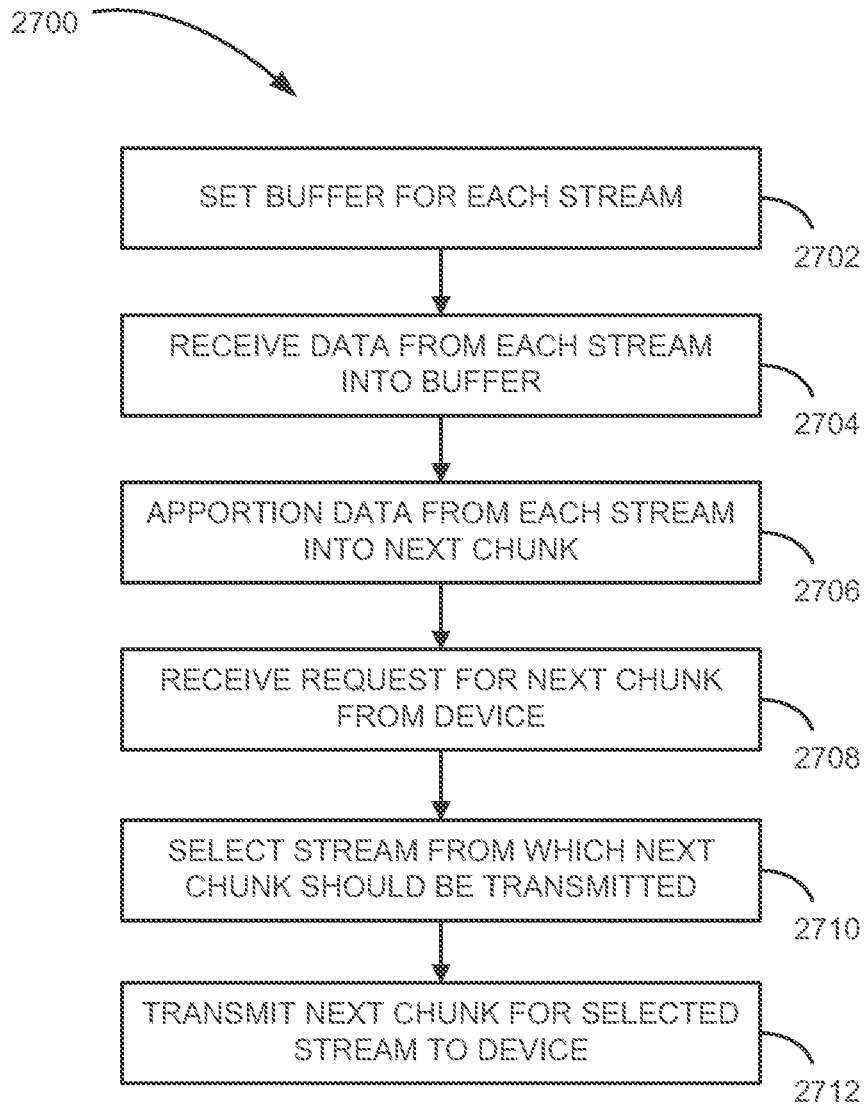 2700
SET BUFFER FOR EACH STREAM
2702
RECEIVE DATA FROM EACH STREAM
INTO BUFFER
2704
APPORTION DATA FROM EACH STREAM
INTO NEXT CHUNK
2706
RECEIVE REQUEST FOR NEXT CHUNK
FROM DEVICE
2708
SELECT STREAM FROM WHICH NEXT
CHUNK SHOULD BE TRANSMITTED
2710
TRANSMIT NEXT CHUNK FOR SELECTED
STREAM TO DEVICE
2712